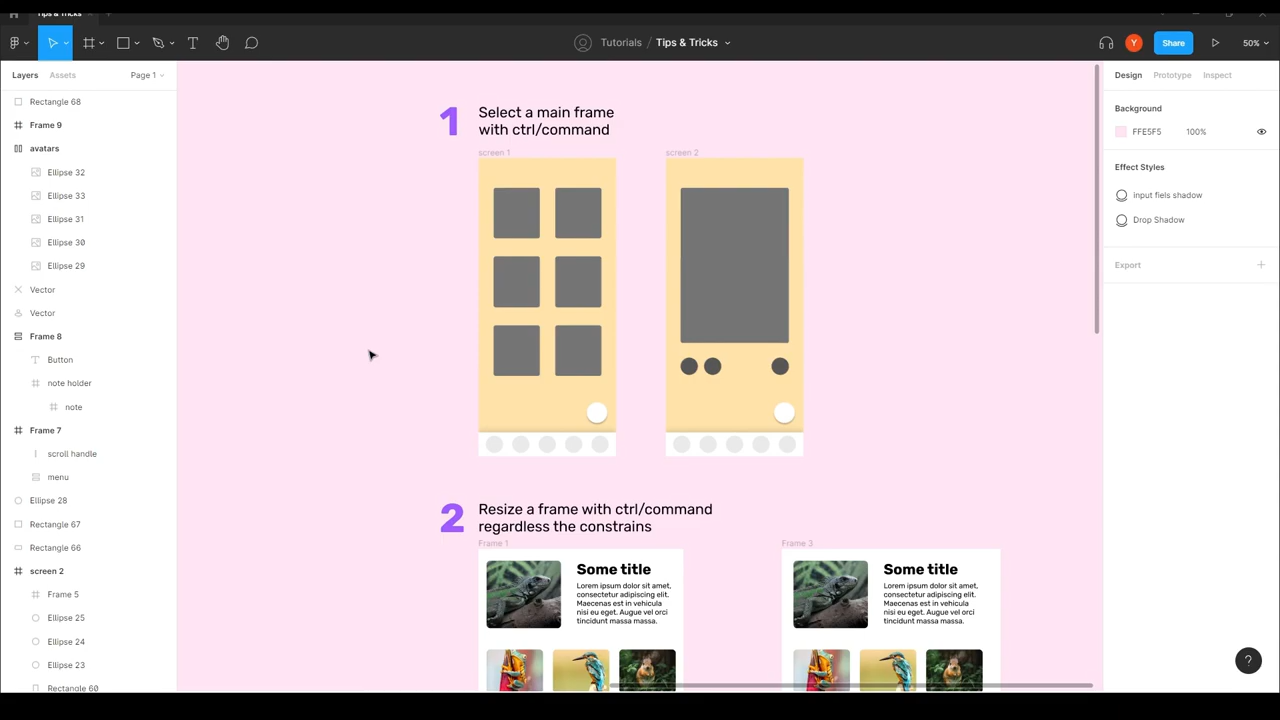 Tips & Tricks
Tutorials / Tips & Tricks
Y
Share
50%
Layers
Assets
Page 1
Rectangle 68
Frame 9
avatars
Ellipse 32
Ellipse 33
Ellipse 31
Ellipse 30
Ellipse 29
Vector
Vector
Frame 8
Button
note holder
note
Frame 7
scroll handle
menu
Ellipse 28
Rectangle 67
Rectangle 66
screen 2
Frame 5
Ellipse 25
Ellipse 24
Ellipse 23
Rectangle 60
1
Select a main frame
with ctrl/command
screen 1
screen 2
2
Resize a frame with ctrl/command
regardless the constrains
Frame 1
Some title
Lorem ipsum dolor sit amet,
consectetur adipiscing elit.
Maecenas est in vehicula
nisi eu eget. Augue vel orci
tincidunt massa massa.
Frame 3
Some title
Lorem ipsum dolor sit amet,
consectetur adipiscing elit.
Maecenas est in vehicula
nisi eu eget. Augue vel orci
tincidunt massa massa.
Design
Prototype
Inspect
Background
FFE5F5
100%
Effect Styles
input fiels shadow
Drop Shadow
Export
?